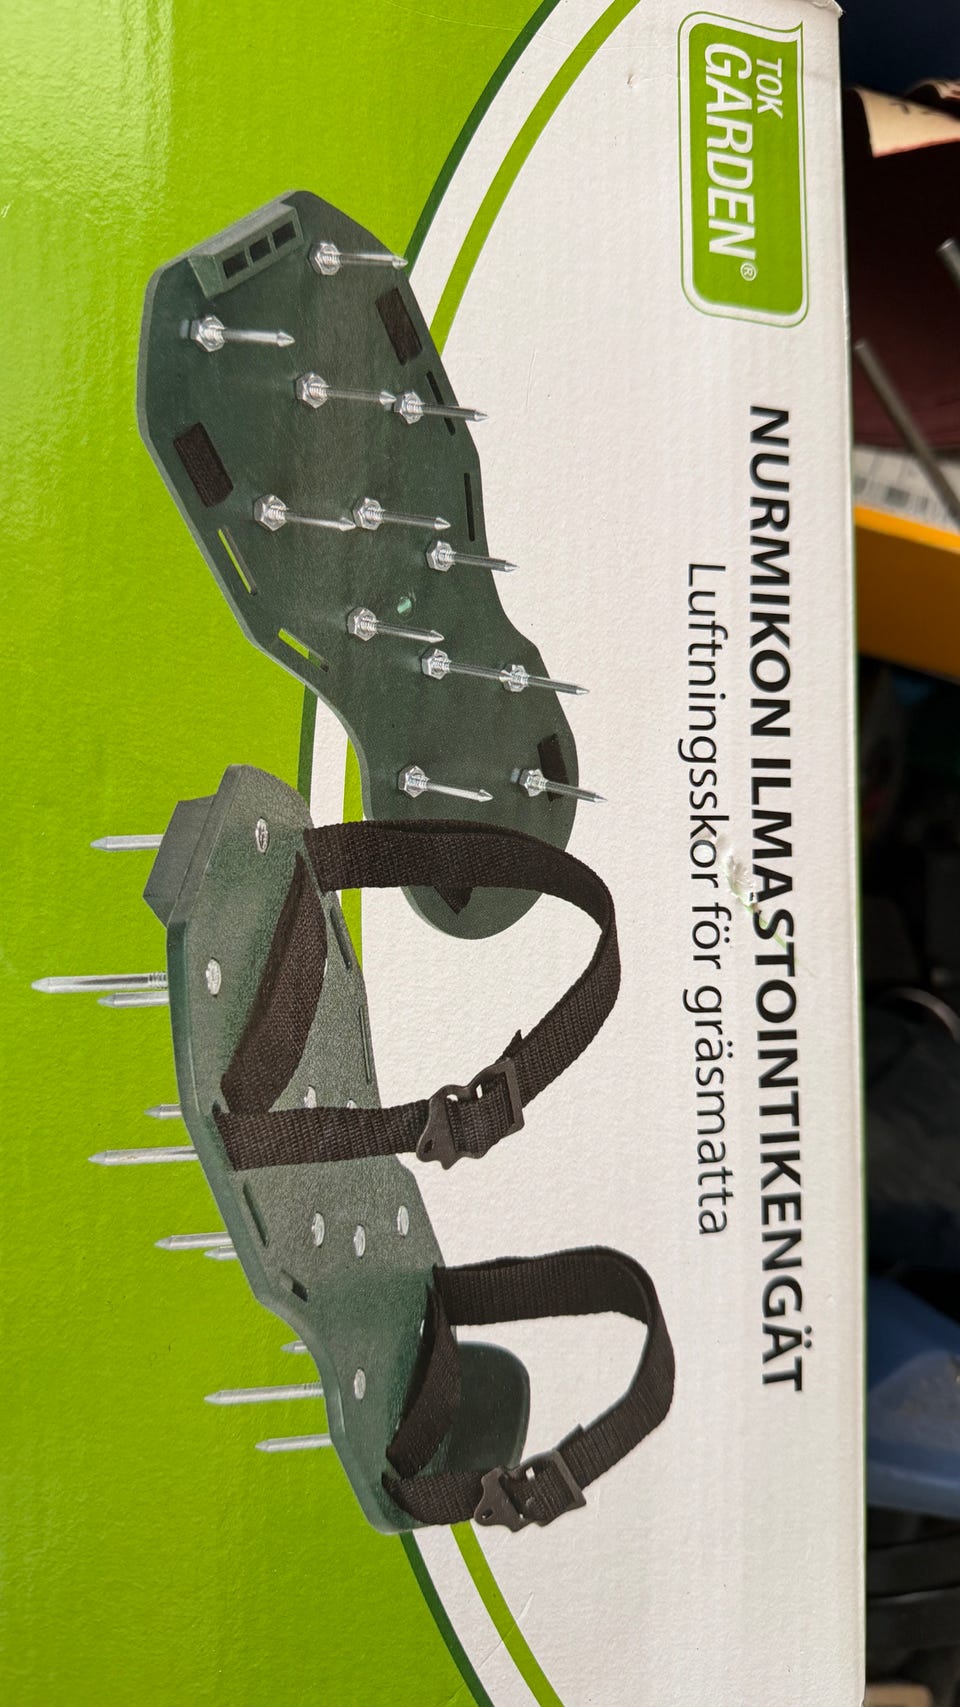 TOK
GARDEN®
NURMIKON ILMASTOINTIKENGÄT
Luftningsskor för gräsmatta